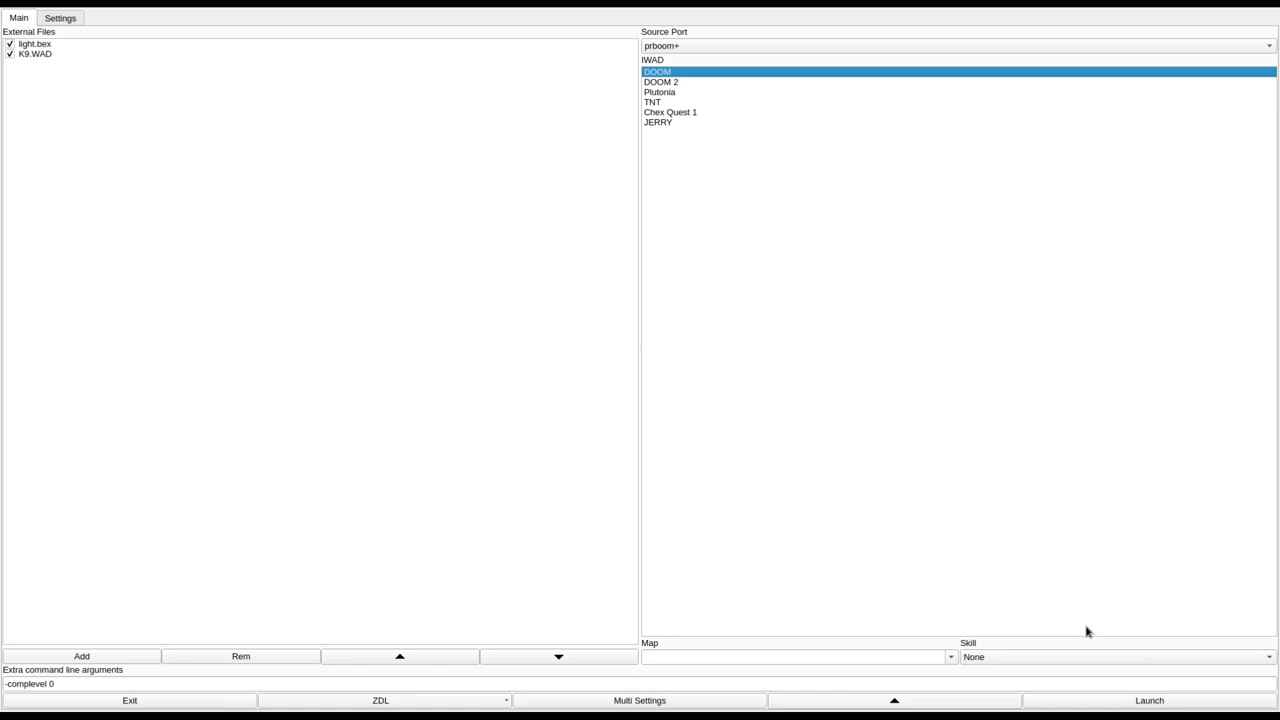 Main Settings
External Files
light.bex
K9.WAD
Source Port
prboom+
IWAD
DOOM
DOOM 2
Plutonia
TNT
Chex Quest 1
JERRY
Map
Skill
None
Add
Rem
Extra command line arguments
-complevel 0
Exit
ZDL
Multi Settings
Launch